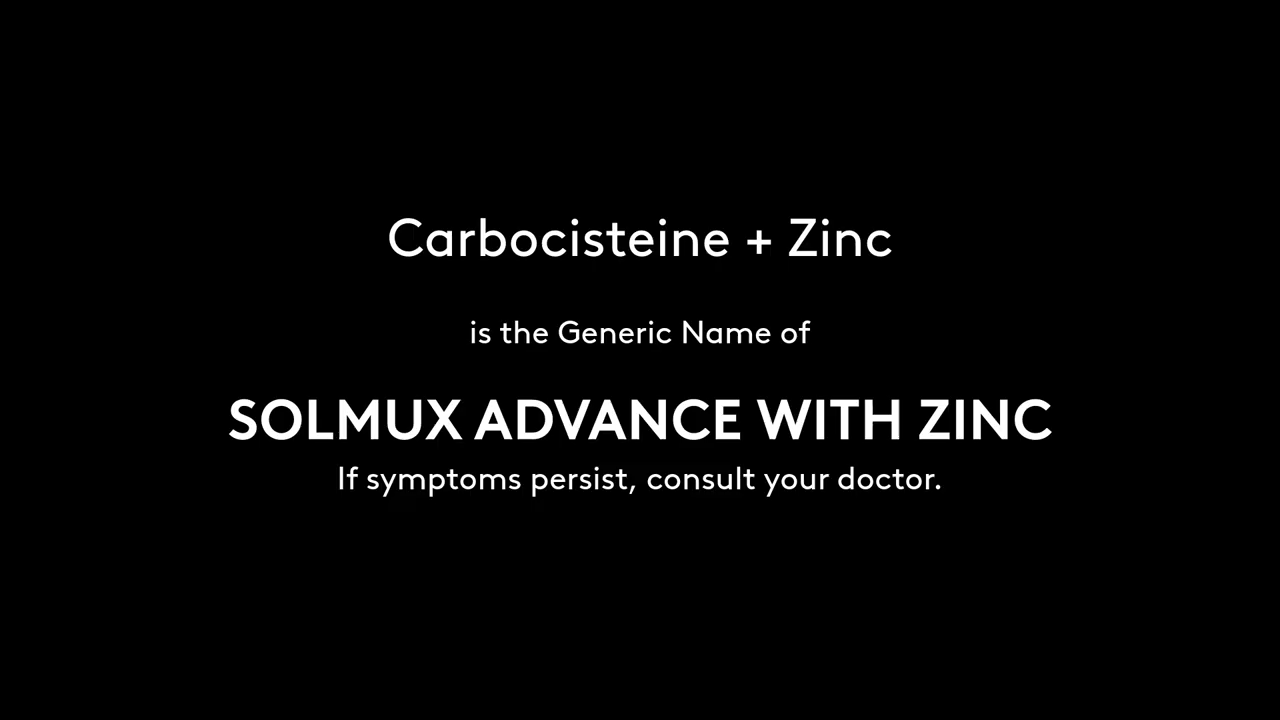 Carbocisteine + Zinc
is the Generic Name of
SOLMUX ADVANCE WITH ZINC
If symptoms persist, consult your doctor.